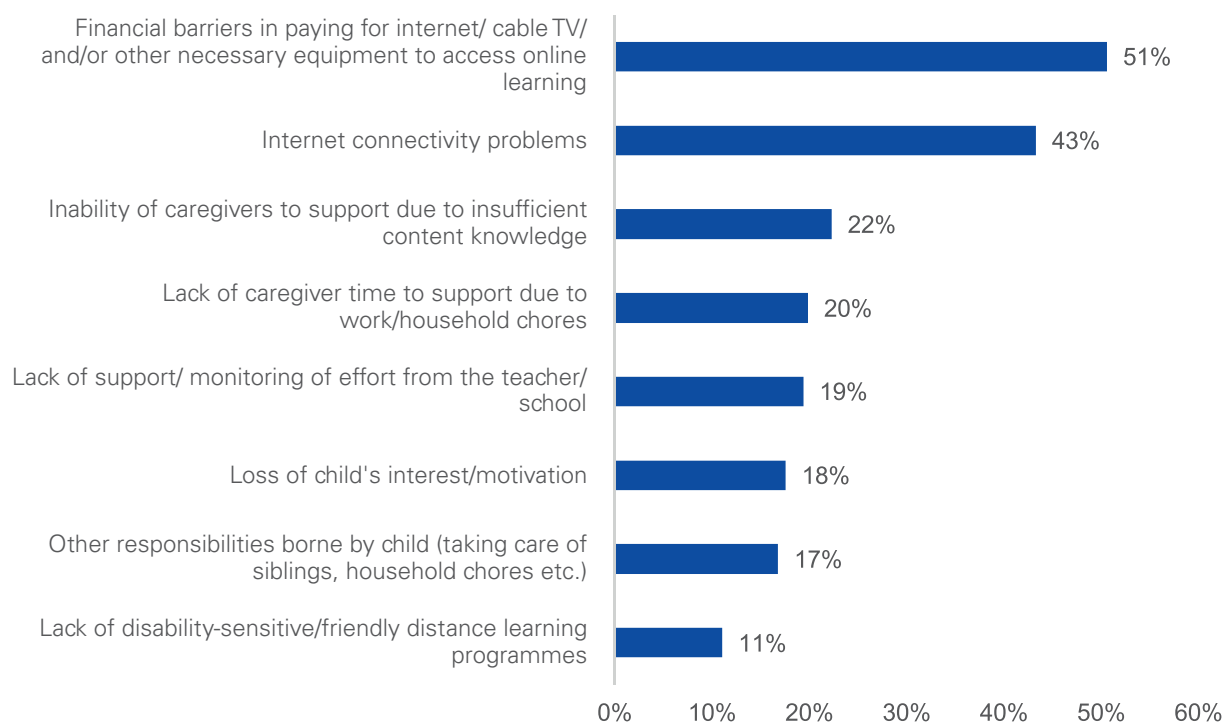 Financial barriers in paying for internet/ cable TV/
and/or other necessary equipment to access online
learning
51%
Internet connectivity problems
43%
Inability of caregivers to support due to insufficient
content knowledge
22%
Lack of caregiver time to support due to
work/household chores
20%
Lack of support/ monitoring of effort from the teacher/
school
19%
Loss of child's interest/motivation
18%
Other responsibilities borne by child (taking care of
siblings, household chores etc.)
17%
Lack of disability-sensitive/friendly distance learning
programmes
11%
0% 10% 20% 30% 40% 50% 60%